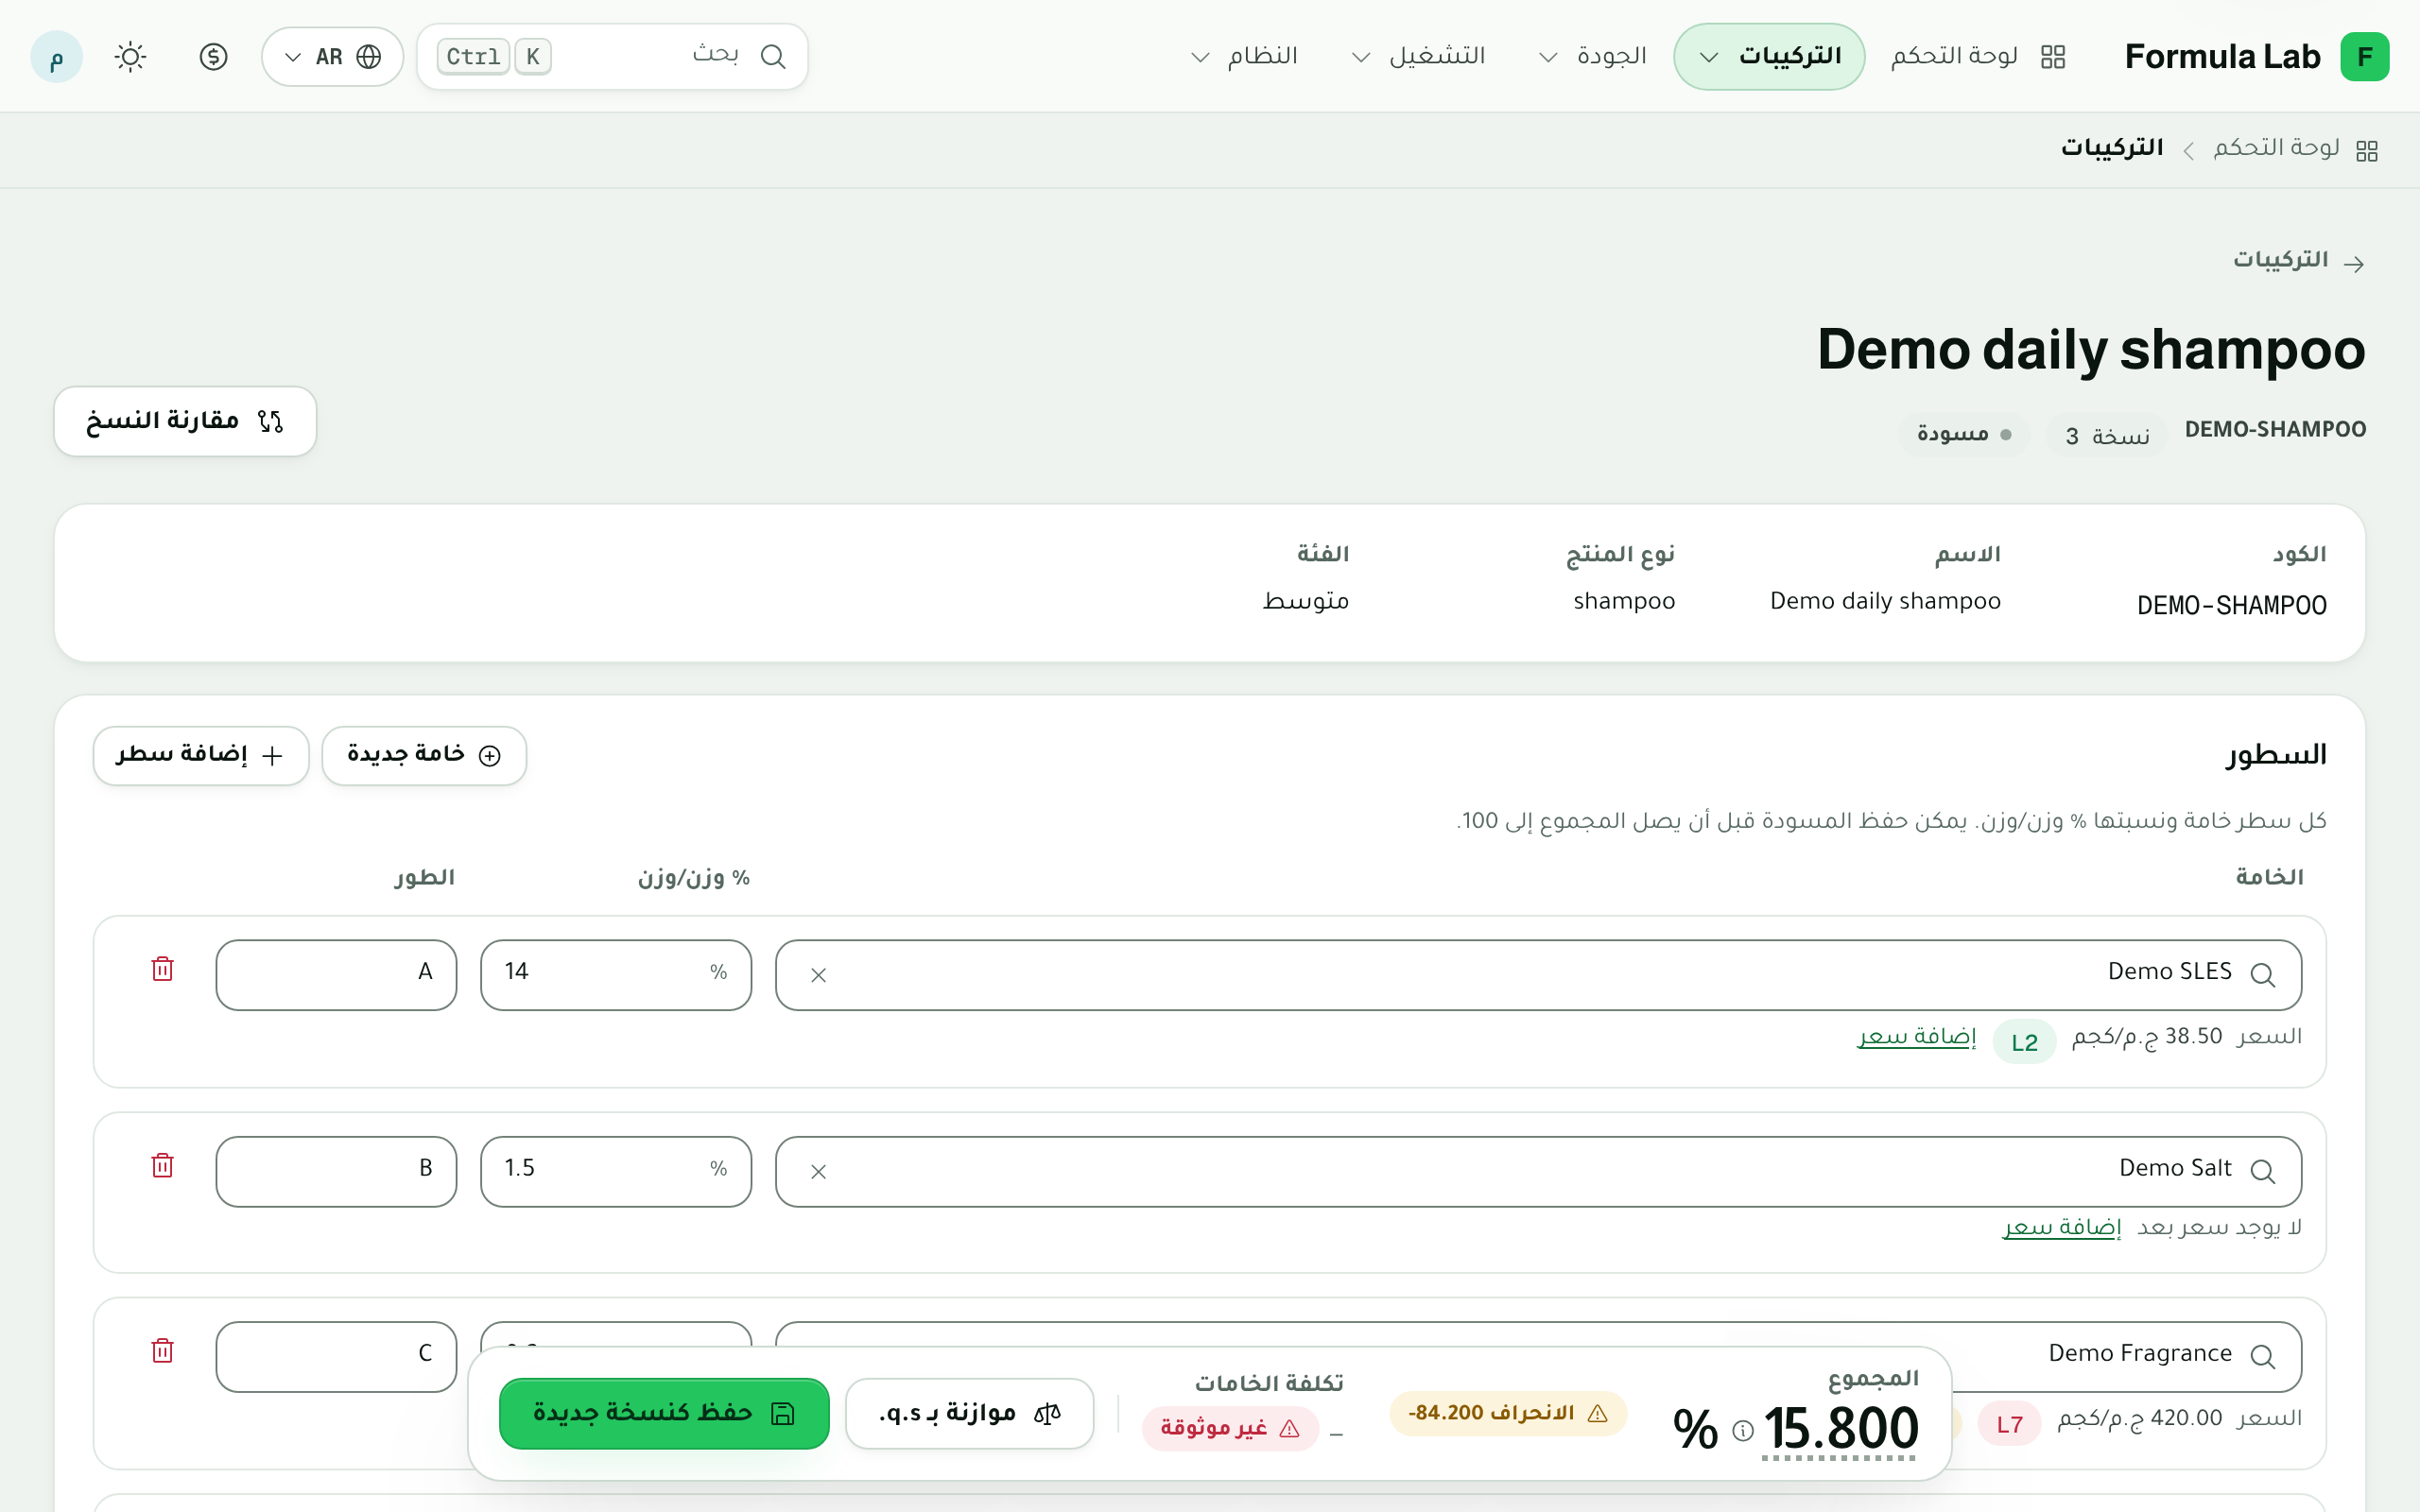 F Formula Lab
لوحة التحكم
التركيبات
الجودة
التشغيل
النظام
بحث
Ctrl K
AR
م
لوحة التحكم
التركيبات
التركيبات
Demo daily shampoo
DEMO-SHAMPOO
نسخة 3
مسودة
مقارنة النسخ
الكود
DEMO-SHAMPOO
الاسم
Demo daily shampoo
نوع المنتج
shampoo
الفئة
متوسط
السطور
خامة جديدة
إضافة سطر
كل سطر خامة ونسبتها % وزن/وزن. يمكن حفظ المسودة قبل أن يصل المجموع إلى 100.
الخامة
% وزن/وزن
الطور
Demo SLES
14 %
A
السعر 38.50 ج.م/كجم L2 إضافة سعر
Demo Salt
1.5 %
B
لا يوجد سعر بعد إضافة سعر
Demo Fragrance
C
السعر 420.00 ج.م/كجم L7
المجموع
15.800 %
الانحراف 84.200-
تكلفة الخامات
– غير موثوقة
موازنة بـ q.s.
حفظ كنسخة جديدة